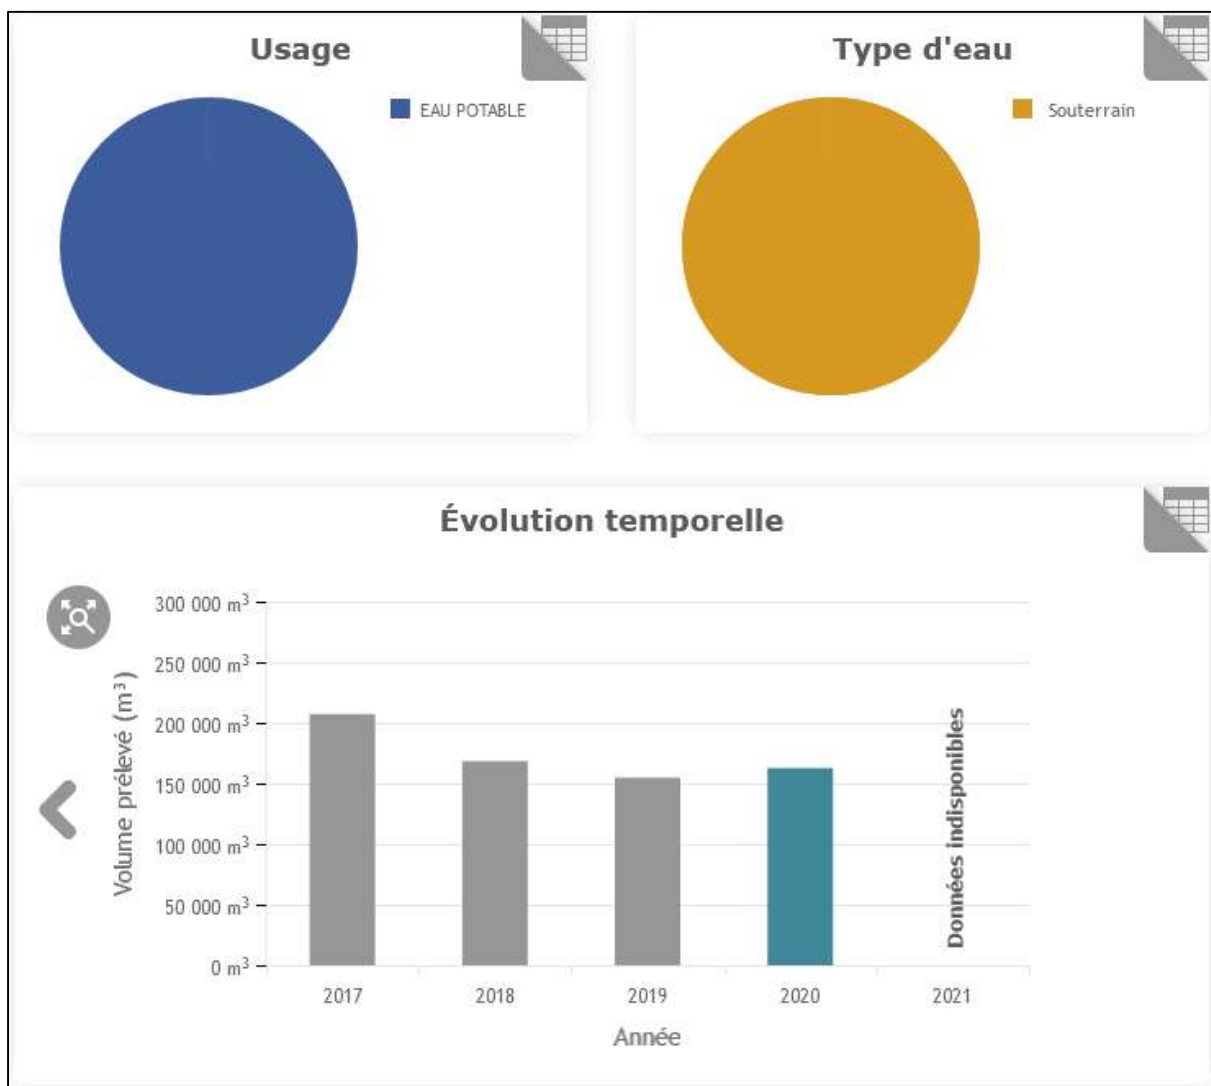 Usage
EAU POTABLE
Type d'eau
Souterrain
Évolution temporelle
Volume prélevé (m³)
300 000 m³
250 000 m³
200 000 m³
150 000 m³
100 000 m³
50 000 m³
0 m³
Données indisponibles
2017 2018 2019 2020 2021
Année